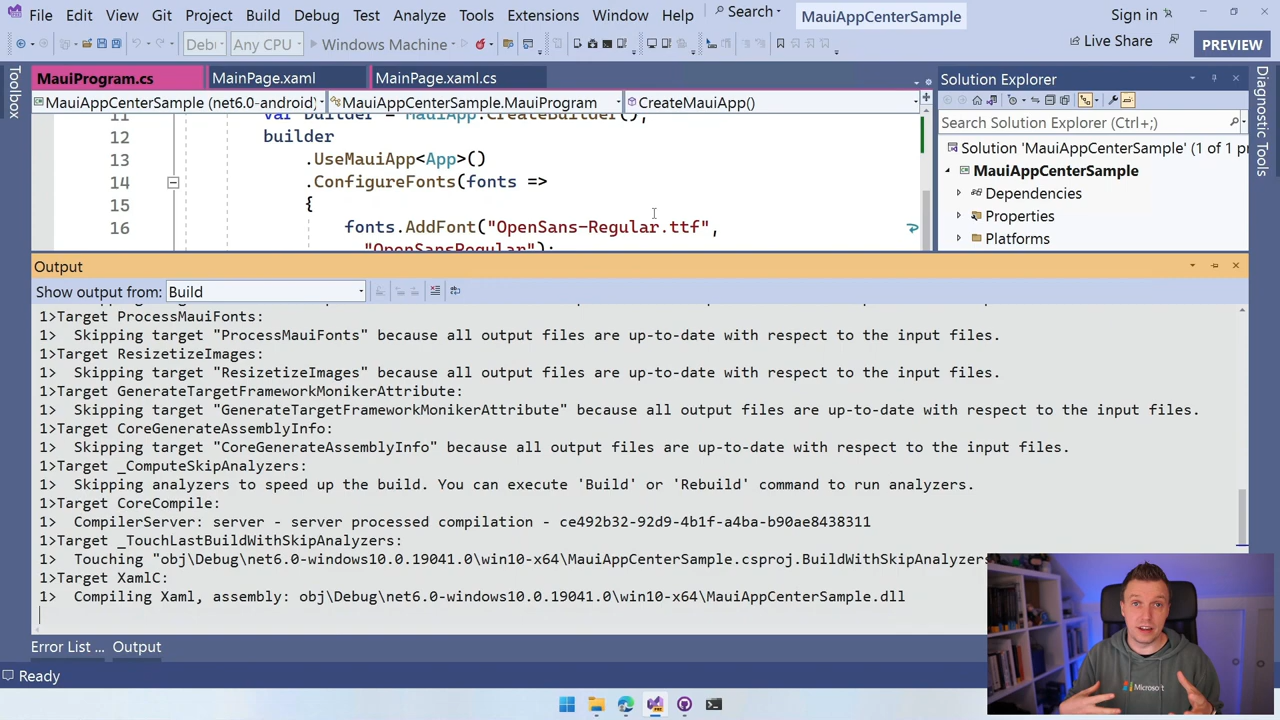 File Edit View Git Project Build Debug Test Analyze Tools Extensions Window Help Search MauiAppCenterSample Sign in
Debu Any CPU Windows Machine Live Share PREVIEW
Toolbox
MauiProgram.cs MainPage.xaml MainPage.xaml.cs
MauiAppCenterSample (net6.0-android) MauiAppCenterSample.MauiProgram CreateMauiApp()
11 var builder = MauiApp.CreateBuilder();
12 builder
13 .UseMauiApp<App>()
14 .ConfigureFonts(fonts =>
15 {
16 fonts.AddFont("OpenSans-Regular.ttf",
"OpenSansRegular");
Solution Explorer
Search Solution Explorer (Ctrl+;)
Solution 'MauiAppCenterSample' (1 of 1 pr
MauiAppCenterSample
Dependencies
Properties
Platforms
Diagnostic Tools
Output
Show output from: Build
1>Target ProcessMauiFonts:
1> Skipping target "ProcessMauiFonts" because all output files are up-to-date with respect to the input files.
1>Target ResizetizeImages:
1> Skipping target "ResizetizeImages" because all output files are up-to-date with respect to the input files.
1>Target GenerateTargetFrameworkMonikerAttribute:
1> Skipping target "GenerateTargetFrameworkMonikerAttribute" because all output files are up-to-date with respect to the input files.
1>Target CoreGenerateAssemblyInfo:
1> Skipping target "CoreGenerateAssemblyInfo" because all output files are up-to-date with respect to the input files.
1>Target _ComputeSkipAnalyzers:
1> Skipping analyzers to speed up the build. You can execute 'Build' or 'Rebuild' command to run analyzers.
1>Target CoreCompile:
1> CompilerServer: server - server processed compilation - ce492b32-92d9-4b1f-a4ba-b90ae8438311
1>Target _TouchLastBuildWithSkipAnalyzers:
1> Touching "obj\Debug\net6.0-windows10.0.19041.0\win10-x64\MauiAppCenterSample.csproj.BuildWithSkipAnalyzers
1>Target XamlC:
1> Compiling Xaml, assembly: obj\Debug\net6.0-windows10.0.19041.0\win10-x64\MauiAppCenterSample.dll
Error List ... Output
Ready
Microsoft